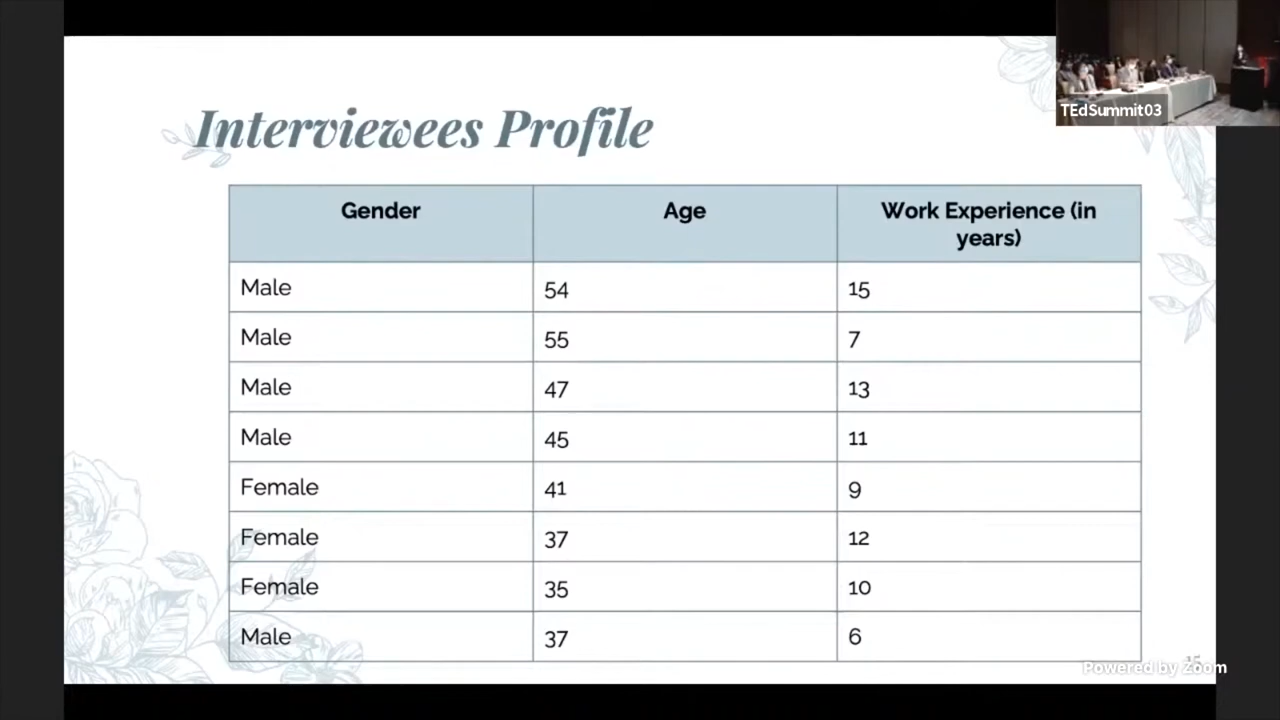 TEdSummit03
Interviewees Profile
Gender Age Work Experience (in
years)
Male 54 15
Male 55 7
Male 47 13
Male 45 11
Female 41 9
Female 37 12
Female 35 10
Male 37 6
Powered by Zoom